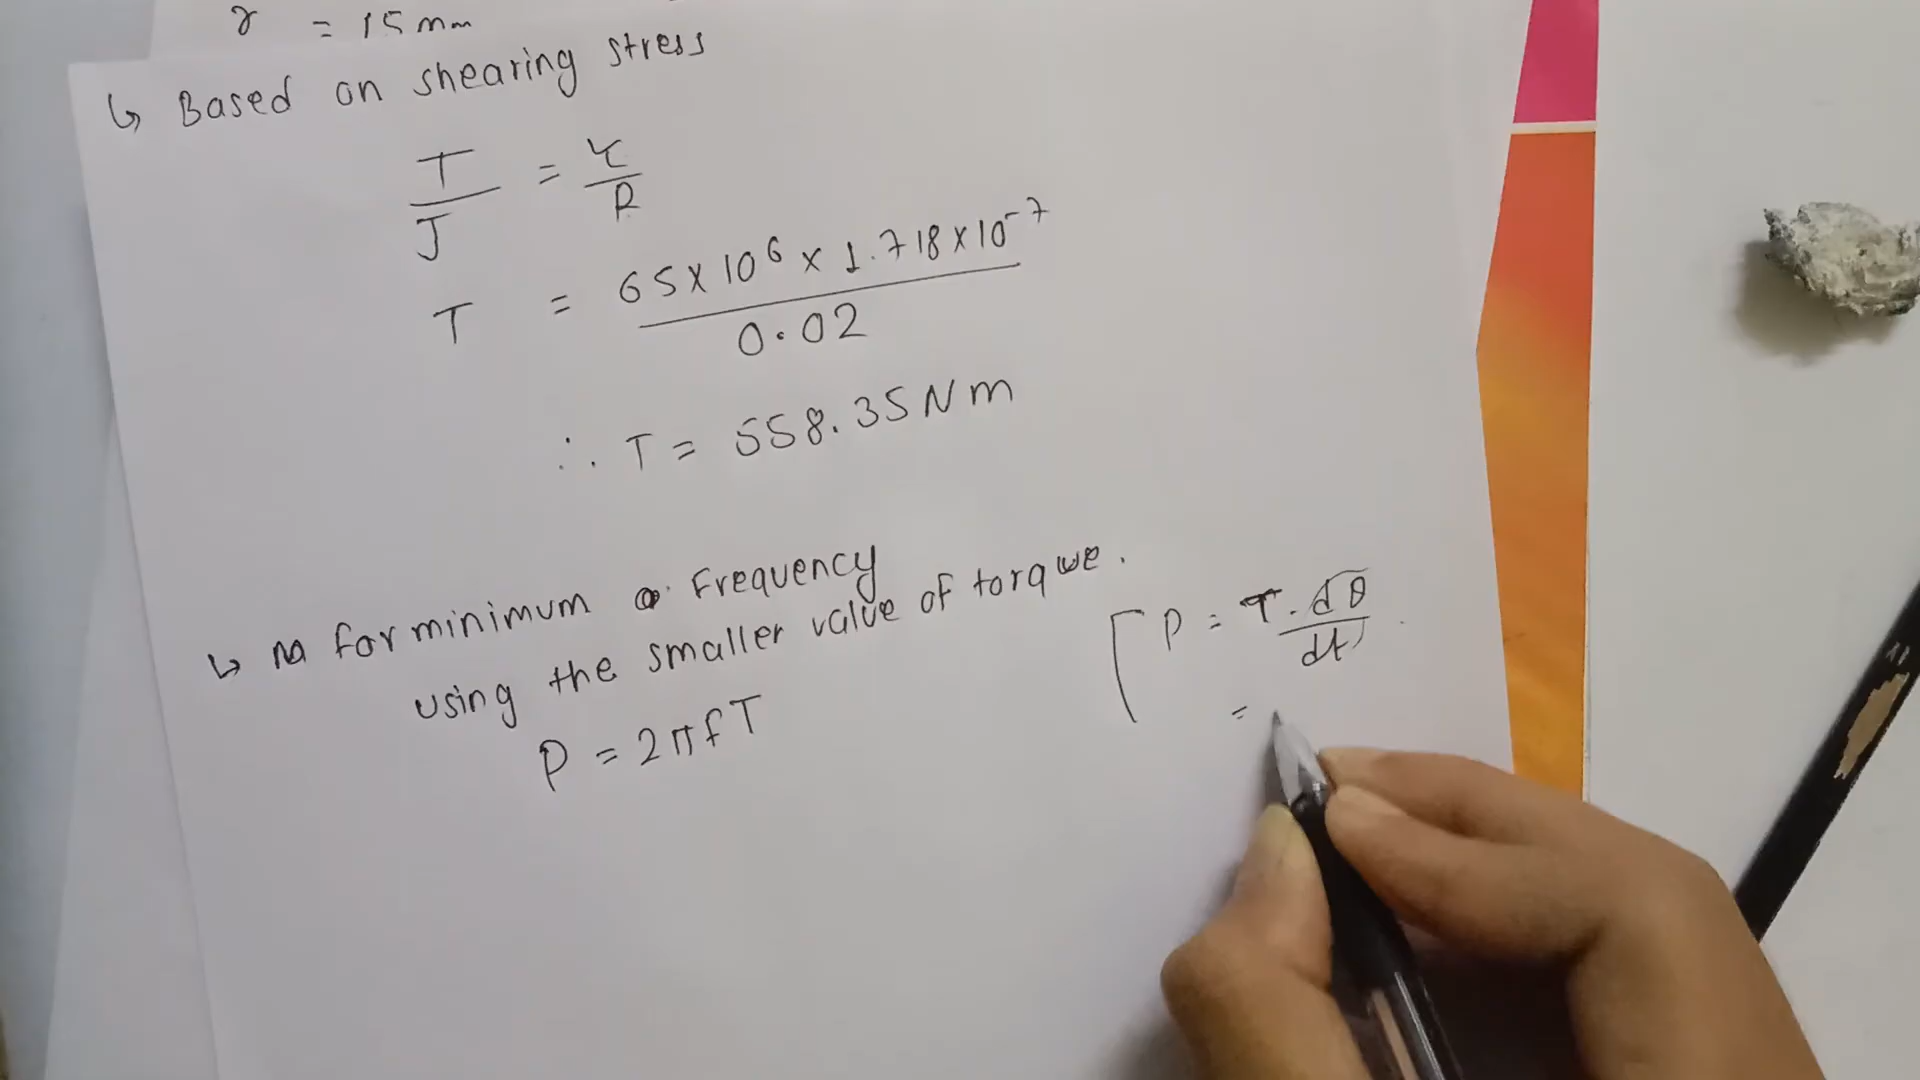 r = 15 mm
↳ Based on shearing stress
T/J = τ/R
T = 65 x 10^6 x 1.718 x 10^-7 / 0.02
∴ T = 558.35 N m
↳ for minimum Frequency
using the smaller value of torque.
P = 2πfT
[ P = T. dθ/dt
=